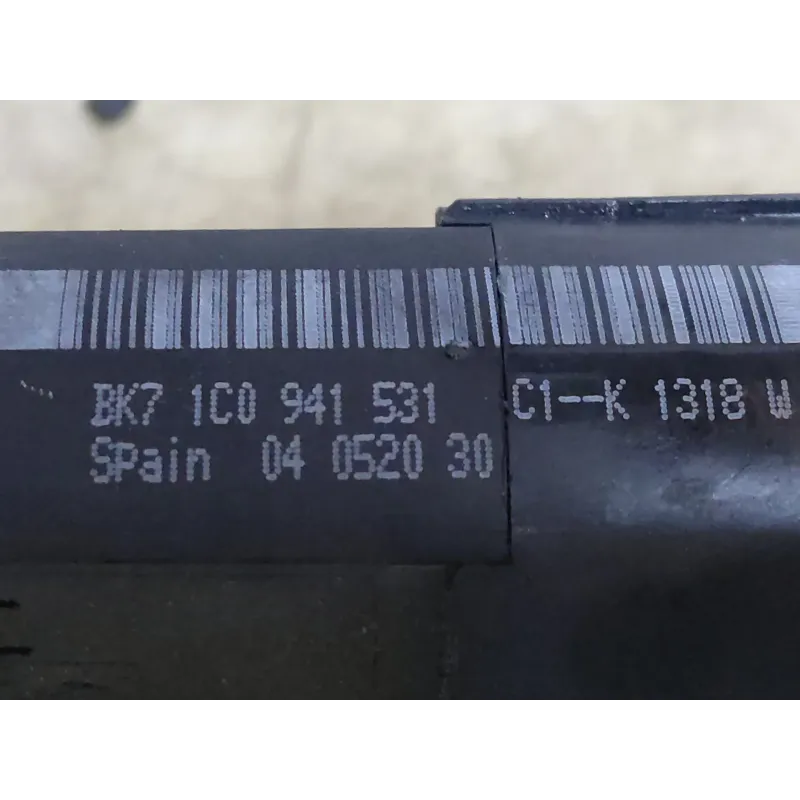 BK7 1C0 941 531 C1--K 1318 W
Spain 04 0520 30